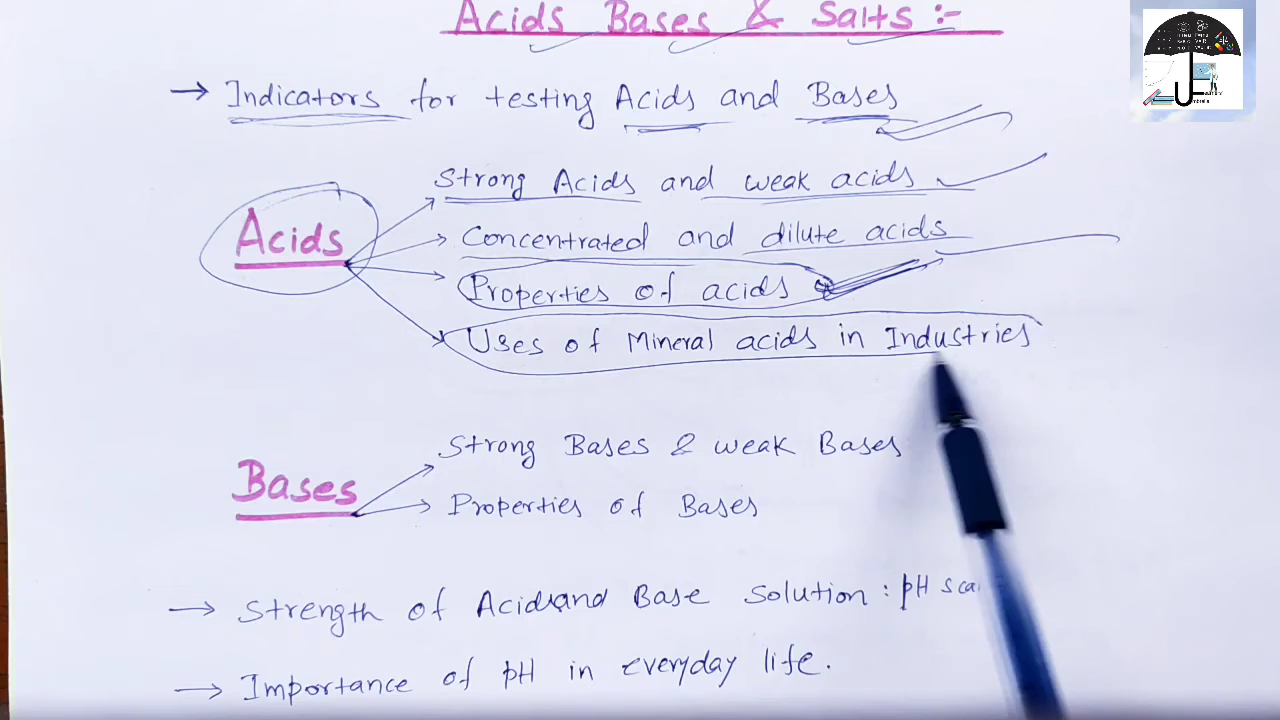 Acids Bases & Salts :-
→ Indicators for testing Acids and Bases
Acids
Strong Acids and weak acids
Concentrated and dilute acids
Properties of acids
Uses of Mineral acids in Industries
Bases
Strong Bases & weak Bases
Properties of Bases
→ Strength of Acids and Base Solution : pH
→ Importance of pH in everyday life.